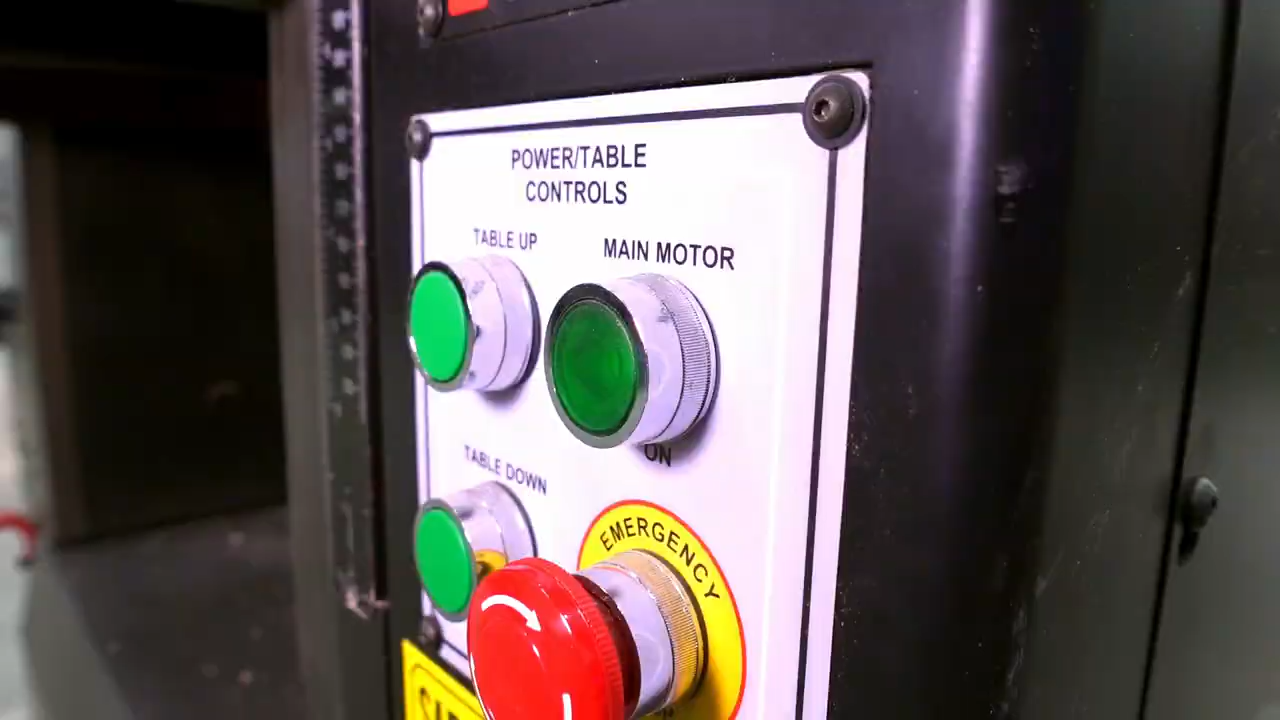 POWER/TABLE
CONTROLS
TABLE UP
MAIN MOTOR
ON
TABLE DOWN
EMERGENCY